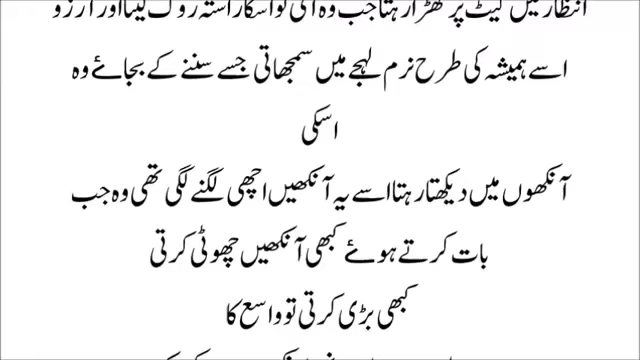 انتظار میں گیٹ پر کھڑا رہتا جب وہ آتی تو اسکا راستہ روک لیتا اور آرزو
اسے ہمیشہ کی طرح نرم لہجے میں سمجھاتی جسے سننے کے بجائے وہ
اسکی
آنکھوں میں دیکھتا رہتا اسے یہ آنکھیں اچھی لگنے لگی تھی وہ جب
بات کرتے ہوئے کبھی آنکھیں چھوٹی کرتی
کبھی بڑی کرتی تو واسع کا